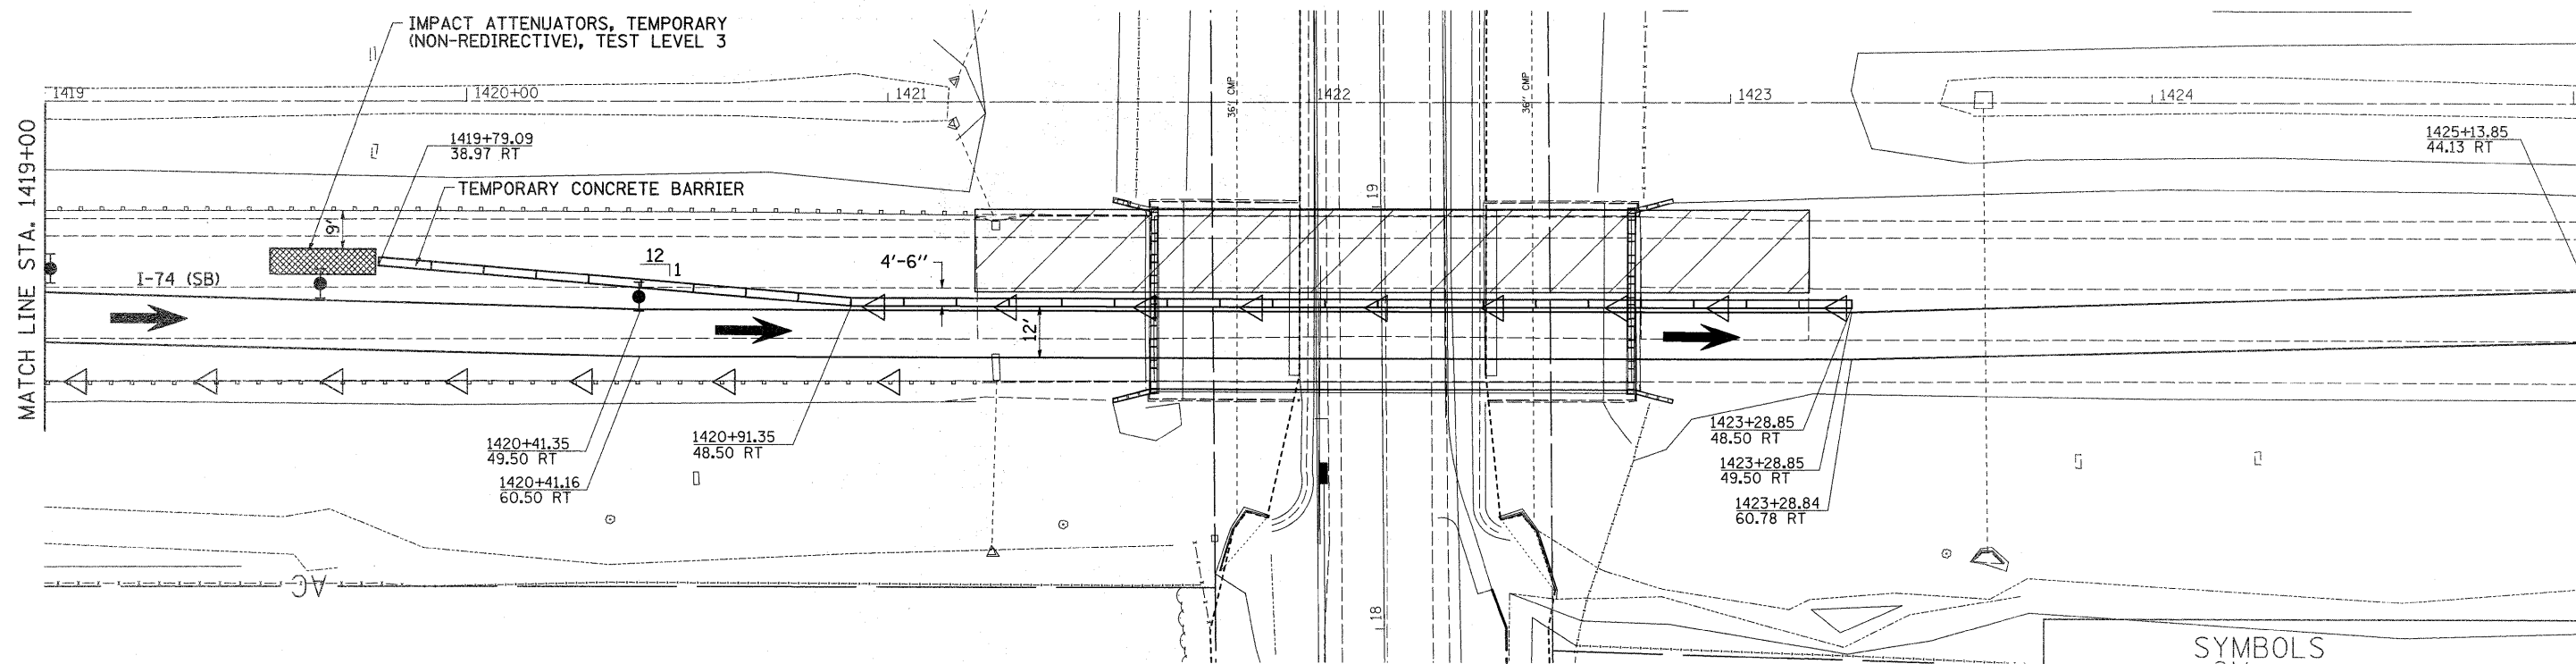 IMPACT ATTENUATORS, TEMPORARY
(NON-REDIRECTIVE), TEST LEVEL 3
1419
1420+00
1421
1422
1423
1424
36" CMP
36" CMP
MATCH LINE STA. 1419+00
1419+79.09
38.97 RT
1425+13.85
44.13 RT
TEMPORARY CONCRETE BARRIER
19
9'
I-74 (SB)
12
1
4'-6"
12'
1420+41.35
49.50 RT
1420+91.35
48.50 RT
1420+41.16
60.50 RT
1423+28.85
48.50 RT
1423+28.85
49.50 RT
1423+28.84
60.78 RT
AC
18
SYMBOLS